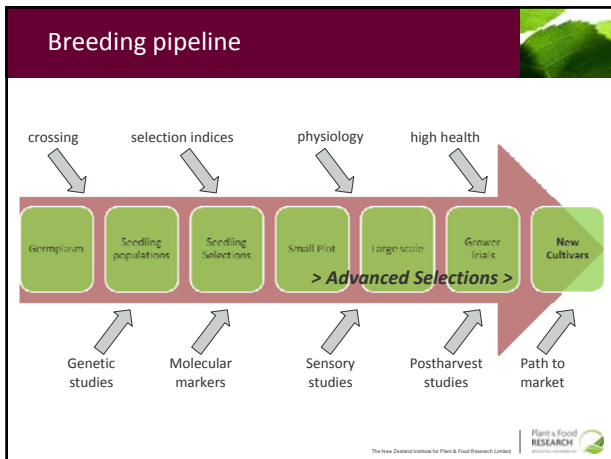 Breeding pipeline
crossing
selection indices
physiology
high health
Germplasm
Seedling
populations
Seedling
Selections
Small Plot
Large scale
Grower
Trials
New
Cultivars
> Advanced Selections >
Genetic
studies
Molecular
markers
Sensory
studies
Postharvest
studies
Path to
market
The New Zealand Institute for Plant & Food Research Limited
Plant & Food
RESEARCH